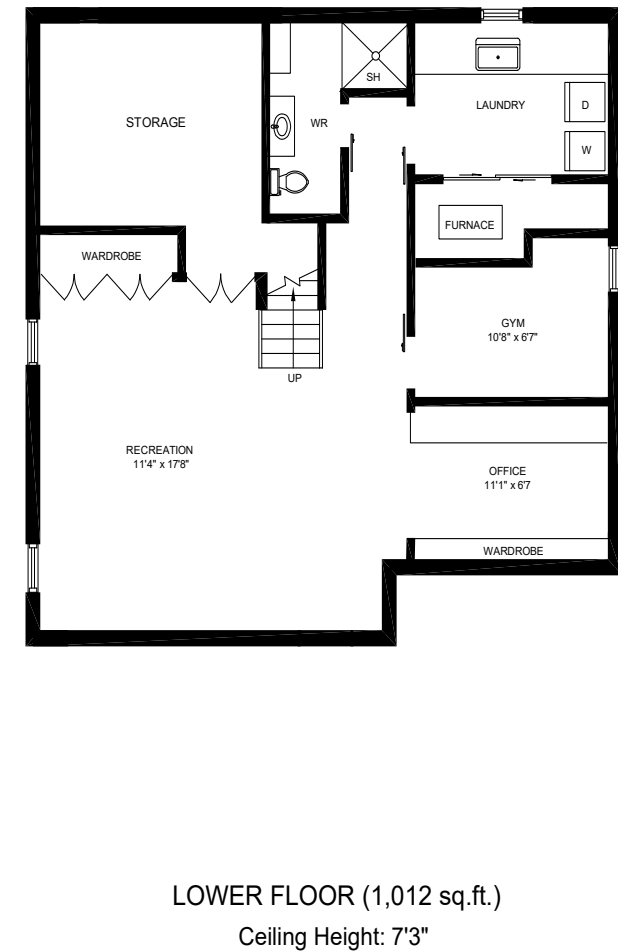 SH
STORAGE
WR
LAUNDRY
D
W
FURNACE
WARDROBE
GYM
10'8" x 6'7"
UP
RECREATION
11'4" x 17'8"
OFFICE
11'1" x 6'7
WARDROBE
LOWER FLOOR (1,012 sq.ft.)
Ceiling Height: 7'3"